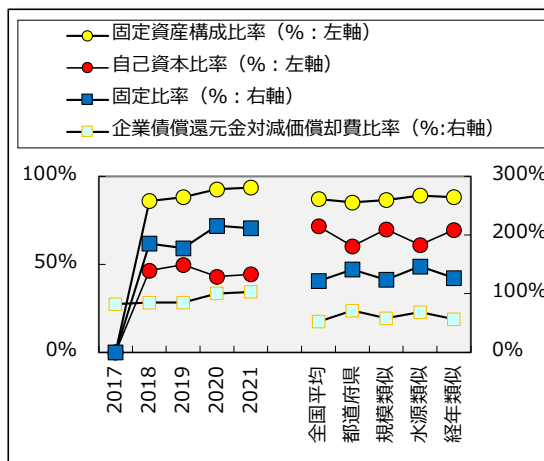 固定資産構成比率（%：左軸）
自己資本比率（%：左軸）
固定比率（%：右軸）
企業債償還元金対減価償却費比率（%:右軸）
100%
50%
0%
300%
200%
100%
0%
2017
2018
2019
2020
2021
全国平均
都道府県
規模類似
水源類似
経年類似